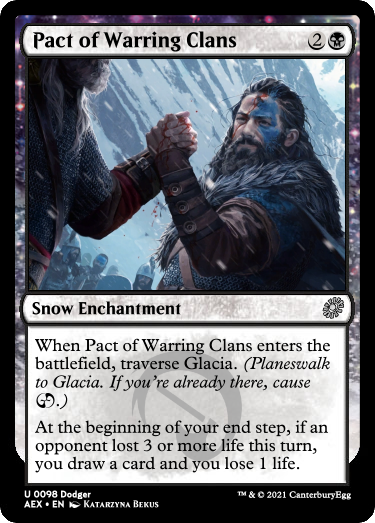 Pact of Warring Clans 2
Snow Enchantment
When Pact of Warring Clans enters the
battlefield, traverse Glacia. (Planeswalk
to Glacia. If you're already there, cause
.)
At the beginning of your end step, if an
opponent lost 3 or more life this turn,
you draw a card and you lose 1 life.
U 0098 Dodger
AEX • EN Katarzyna Bekus
™ & © 2021 CanterburyEgg